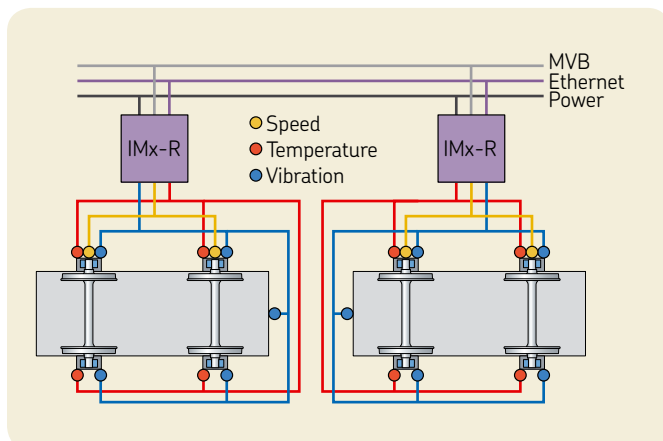 MVB
Ethernet
Power
IMx-R
Speed
Temperature
Vibration
IMx-R